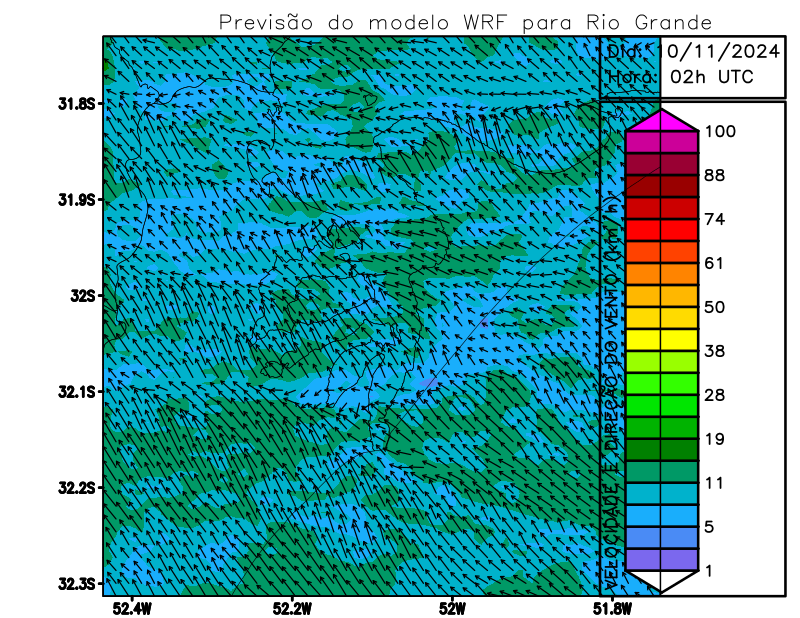 Previsão do modelo WRF para Rio Grande
Dia: 10/11/2024
Hora: 02h UTC
31.8S
31.9S
32S
32.1S
32.2S
32.3S
52.4W
52.2W
52W
51.8W
VELOCIDADE E DIREÇÃO DO VENTO (km/h)
100
88
74
61
50
38
28
19
11
5
1